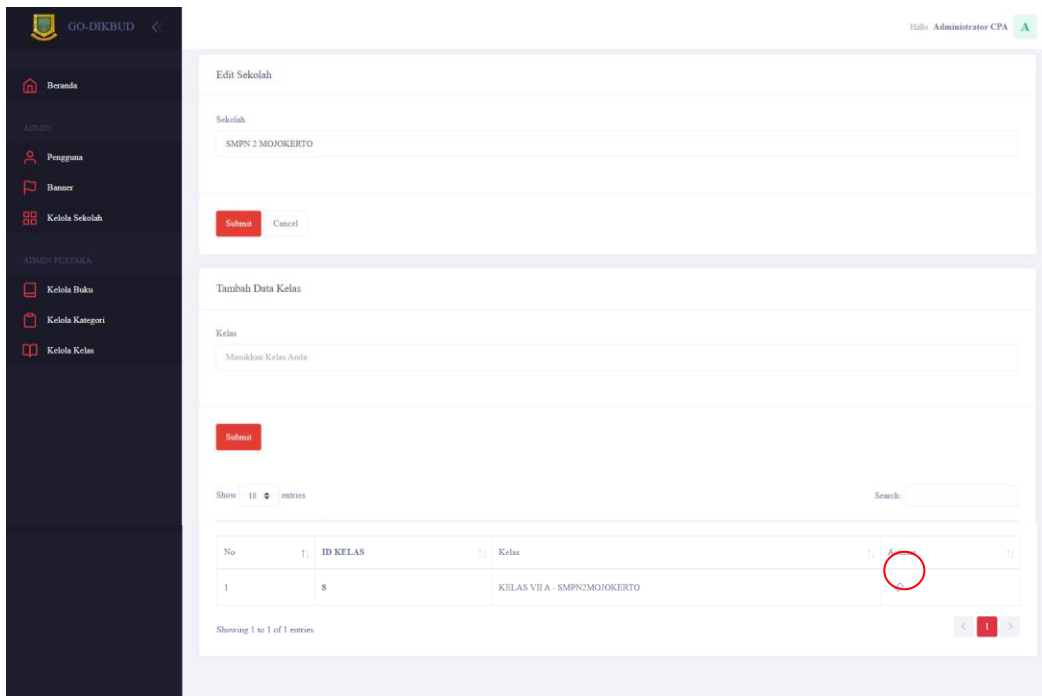 GO-DIKBUD
Hallo Administrator CPA A
Beranda
ADMIN
Pengguna
Banner
Kelola Sekolah
ADMIN PUSTAKA
Kelola Buku
Kelola Kategori
Kelola Kelas
Edit Sekolah
Sekolah
SMPN 2 MOJOKERTO
Submit Cancel
Tambah Data Kelas
Kelas
Masukkan Kelas Anda
Submit
Show 10 entries
Search:
No ID KELAS Kelas Actions
1 8 KELAS VII A - SMPN2MOJOKERTO
Showing 1 to 1 of 1 entries
< 1 >